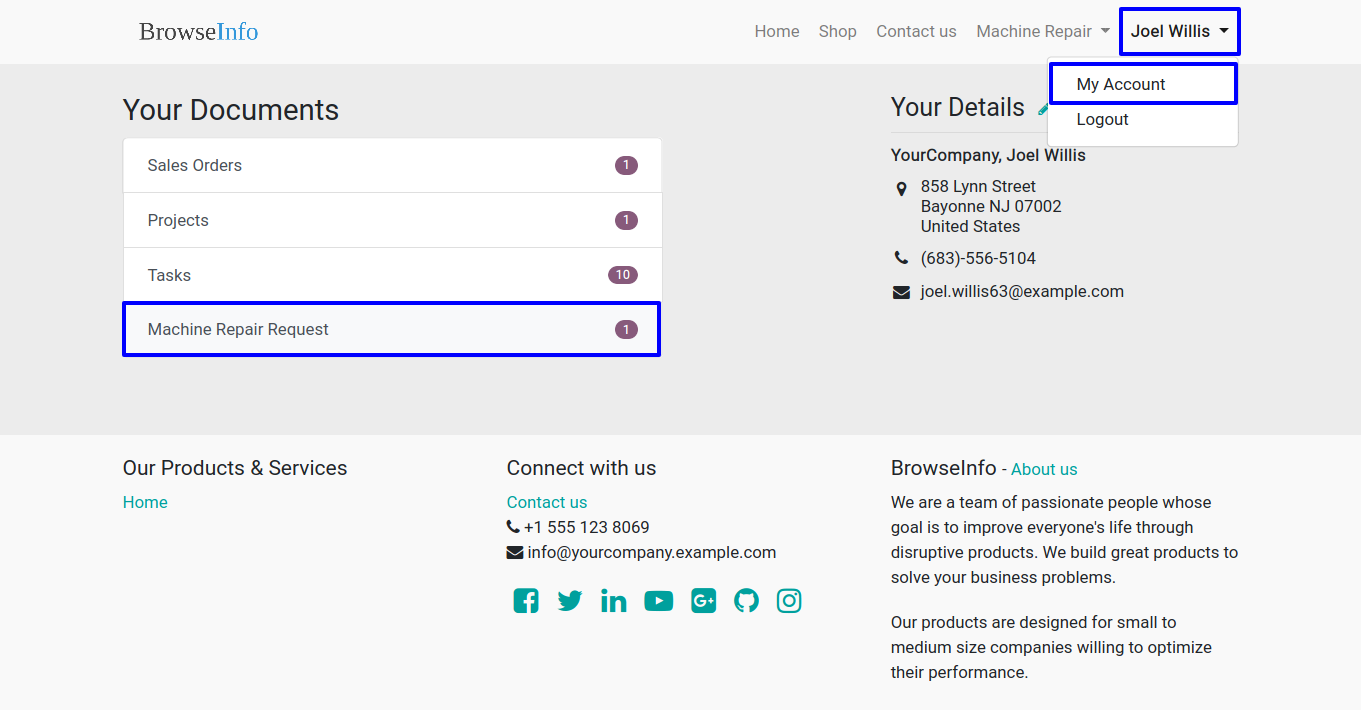 BrowseInfo
Home Shop Contact us Machine Repair Joel Willis
My Account
Logout
Your Documents
Sales Orders 1
Projects 1
Tasks 10
Machine Repair Request 1
Your Details
YourCompany, Joel Willis
858 Lynn Street
Bayonne NJ 07002
United States
(683)-556-5104
joel.willis63@example.com
Our Products & Services
Home
Connect with us
Contact us
+1 555 123 8069
info@yourcompany.example.com
BrowseInfo - About us
We are a team of passionate people whose
goal is to improve everyone's life through
disruptive products. We build great products to
solve your business problems.
Our products are designed for small to
medium size companies willing to optimize
their performance.